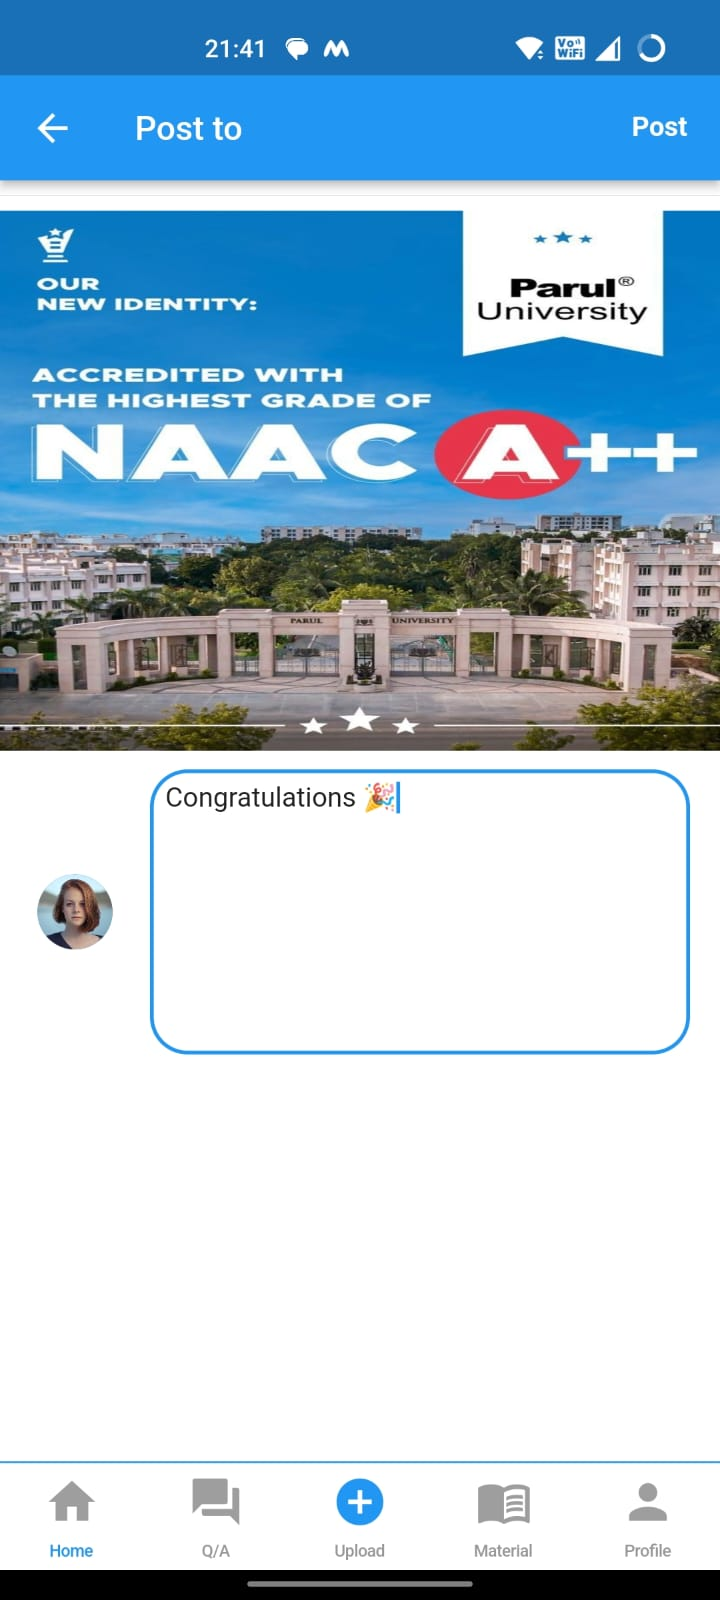 21:41
Vo))
WiFi
Post to
Post
OUR
NEW IDENTITY:
Parul®
University
ACCREDITED WITH
THE HIGHEST GRADE OF
NAAC A++
PARUL UNIVERSITY
Congratulations 🎉
Home
Q/A
Upload
Material
Profile